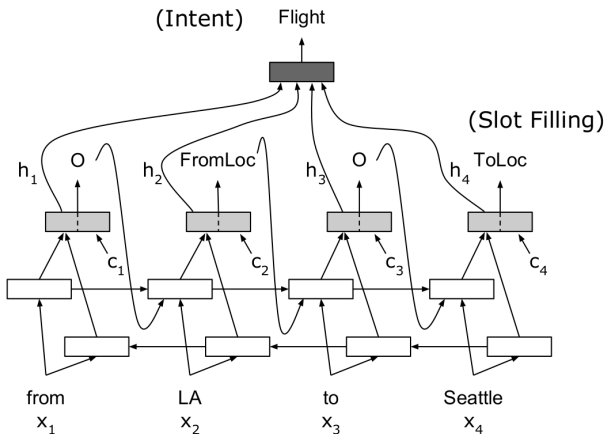 (Intent) Flight
(Slot Filling)
h1 O h2 FromLoc h3 O h4 ToLoc
c1 c2 c3 c4
from LA to Seattle
x1 x2 x3 x4